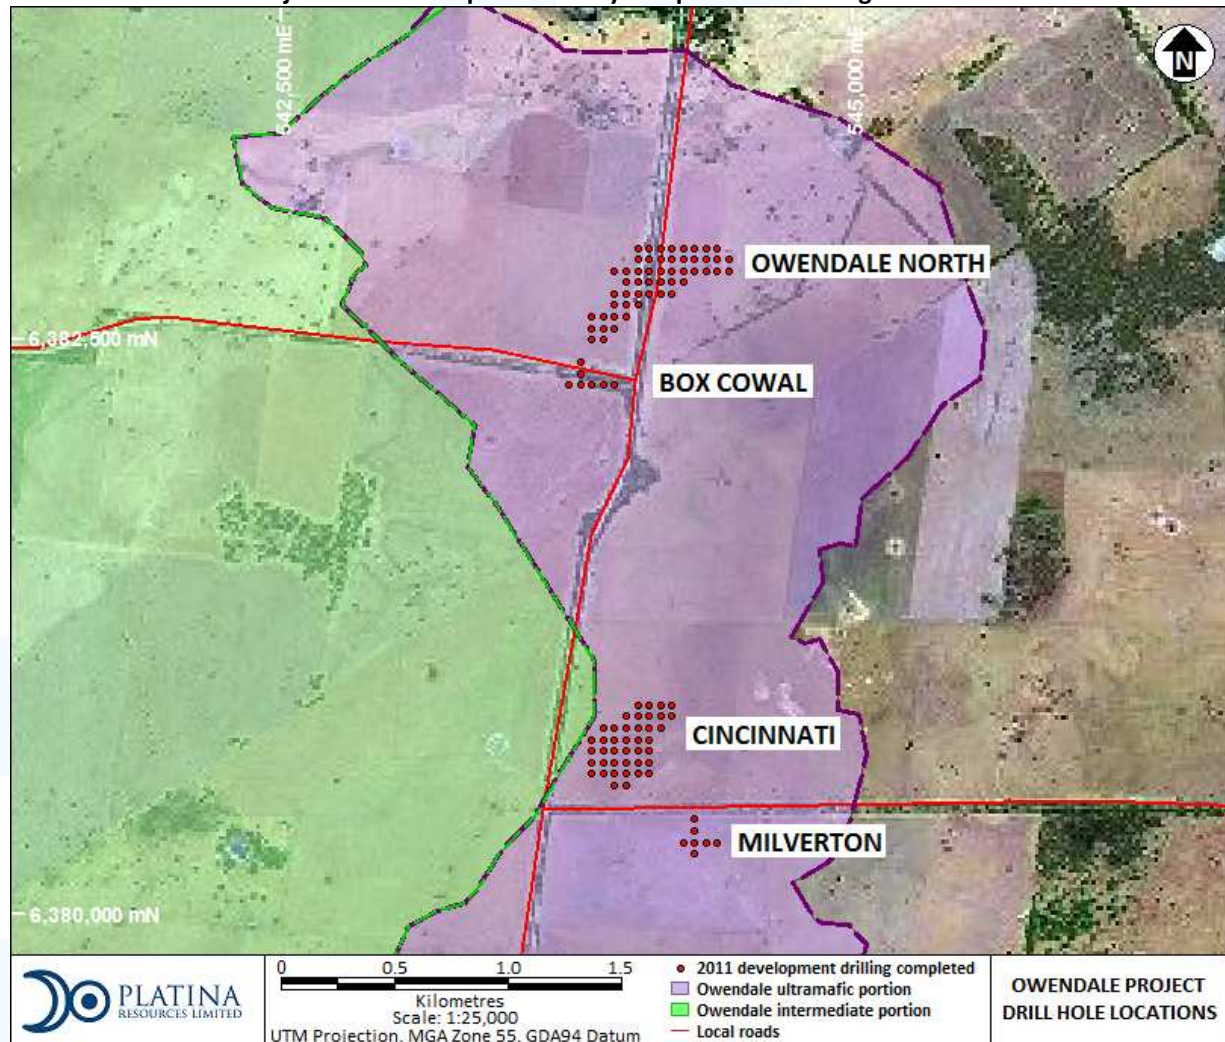 542,500 mE
545,000 mE
N
OWENDALE NORTH
6,382,500 mN
BOX COWAL
CINCINNATI
MILVERTON
6,380,000 mN
PLATINA
RESOURCES LIMITED
0 0.5 1.0 1.5
Kilometres
Scale: 1:25,000
UTM Projection, MGA Zone 55, GDA94 Datum
2011 development drilling completed
Owendale ultramafic portion
Owendale intermediate portion
Local roads
OWENDALE PROJECT
DRILL HOLE LOCATIONS